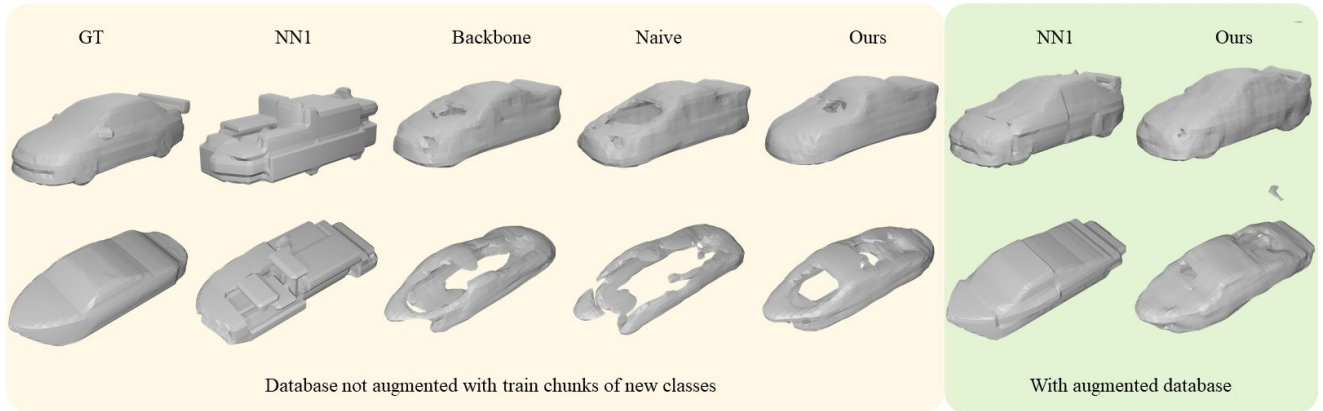 GT NN1 Backbone Naive Ours NN1 Ours
Database not augmented with train chunks of new classes With augmented database